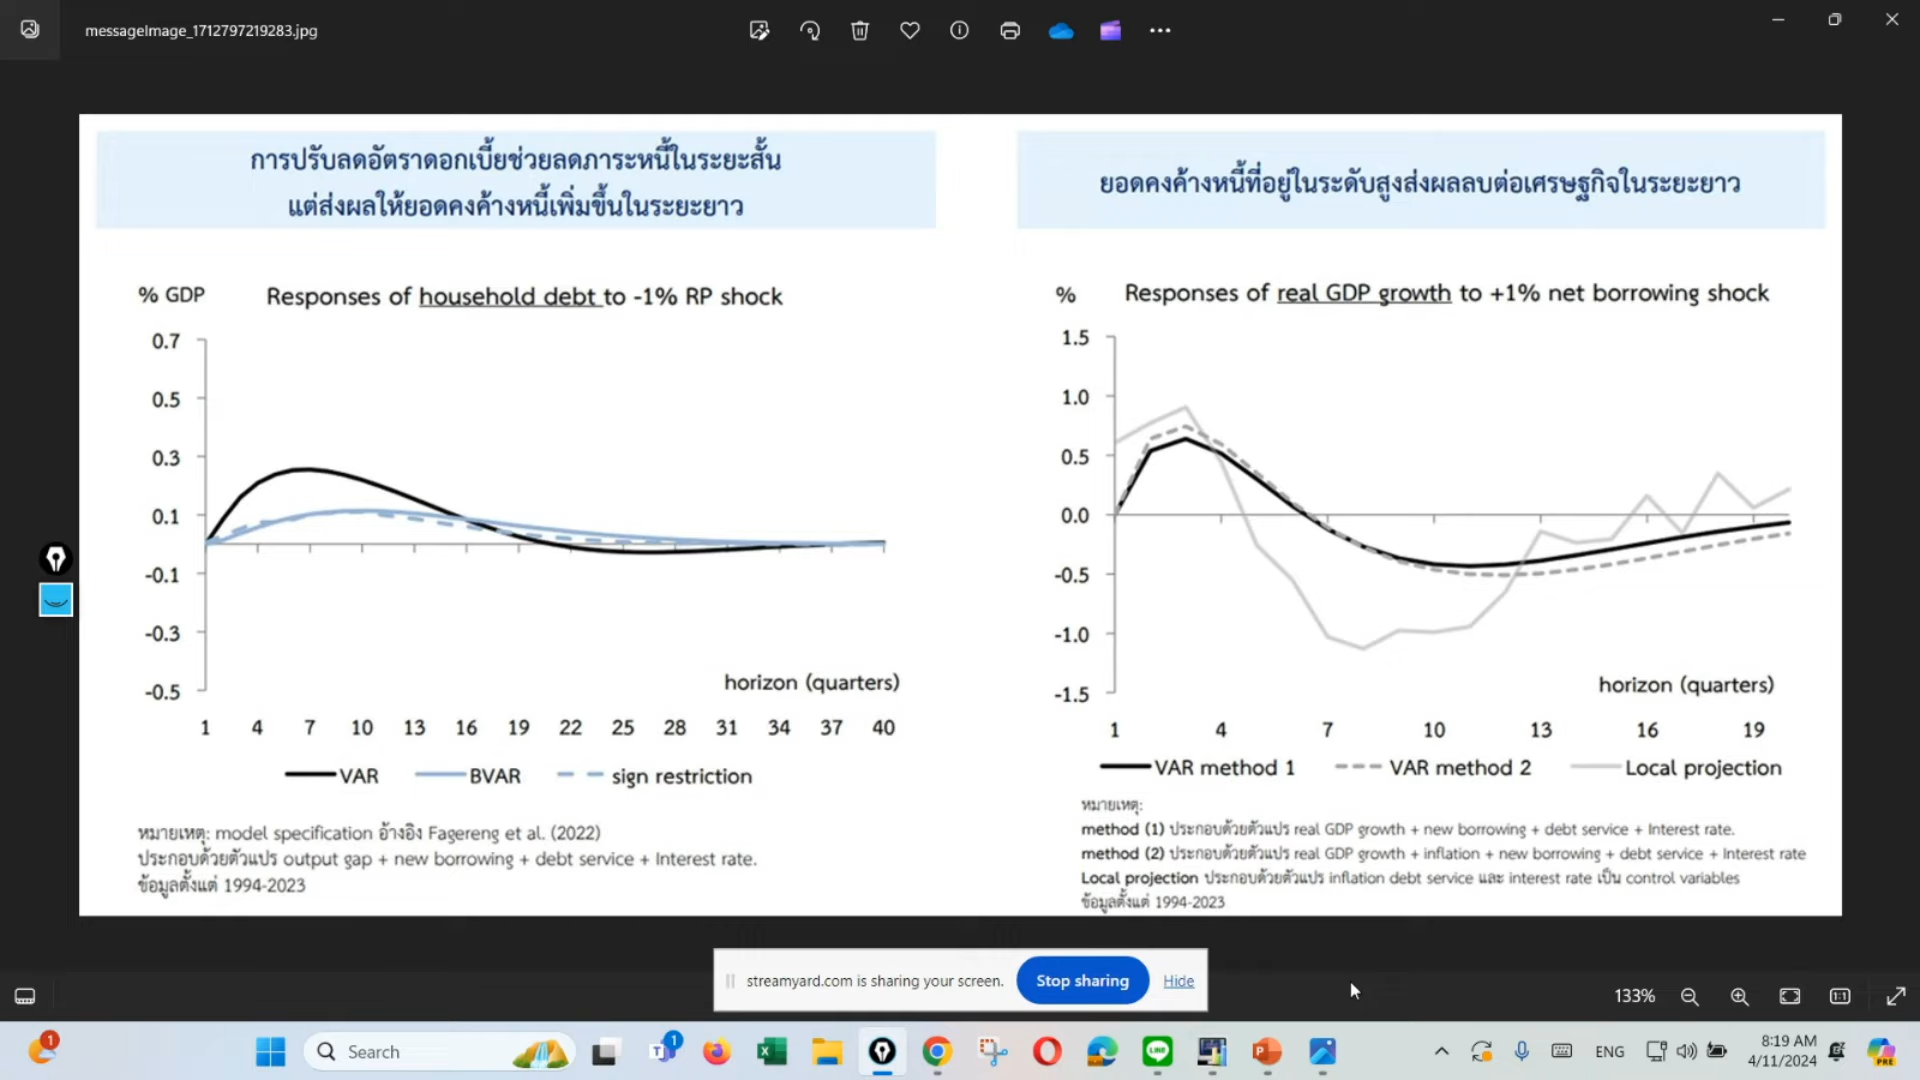 messageImage_1712797219283.jpg
การปรับลดอัตราดอกเบี้ยช่วยลดภาระหนี้ในระยะสั้น
แต่ส่งผลให้ยอดคงค้างหนี้เพิ่มขึ้นในระยะยาว
% GDP
Responses of household debt to -1% RP shock
0.7
0.5
0.3
0.1
-0.1
-0.3
-0.5
horizon (quarters)
1 4 7 10 13 16 19 22 25 28 31 34 37 40
VAR BVAR sign restriction
หมายเหตุ: model specification อ้างอิง Fagereng et al. (2022)
ประกอบด้วยตัวแปร output gap + new borrowing + debt service + Interest rate.
ข้อมูลตั้งแต่ 1994-2023
ยอดคงค้างหนี้ที่อยู่ในระดับสูงส่งผลลบต่อเศรษฐกิจในระยะยาว
%
Responses of real GDP growth to +1% net borrowing shock
1.5
1.0
0.5
0.0
-0.5
-1.0
-1.5
horizon (quarters)
1 4 7 10 13 16 19
VAR method 1 VAR method 2 Local projection
หมายเหตุ:
method (1) ประกอบด้วยตัวแปร real GDP growth + new borrowing + debt service + Interest rate.
method (2) ประกอบด้วยตัวแปร real GDP growth + inflation + new borrowing + debt service + Interest rate
Local projection ประกอบด้วยตัวแปร inflation debt service และ interest rate เป็น control variables
ข้อมูลตั้งแต่ 1994-2023
streamyard.com is sharing your screen. Stop sharing Hide
133%
1
Search
1
ENG
8:19 AM
4/11/2024
PRE